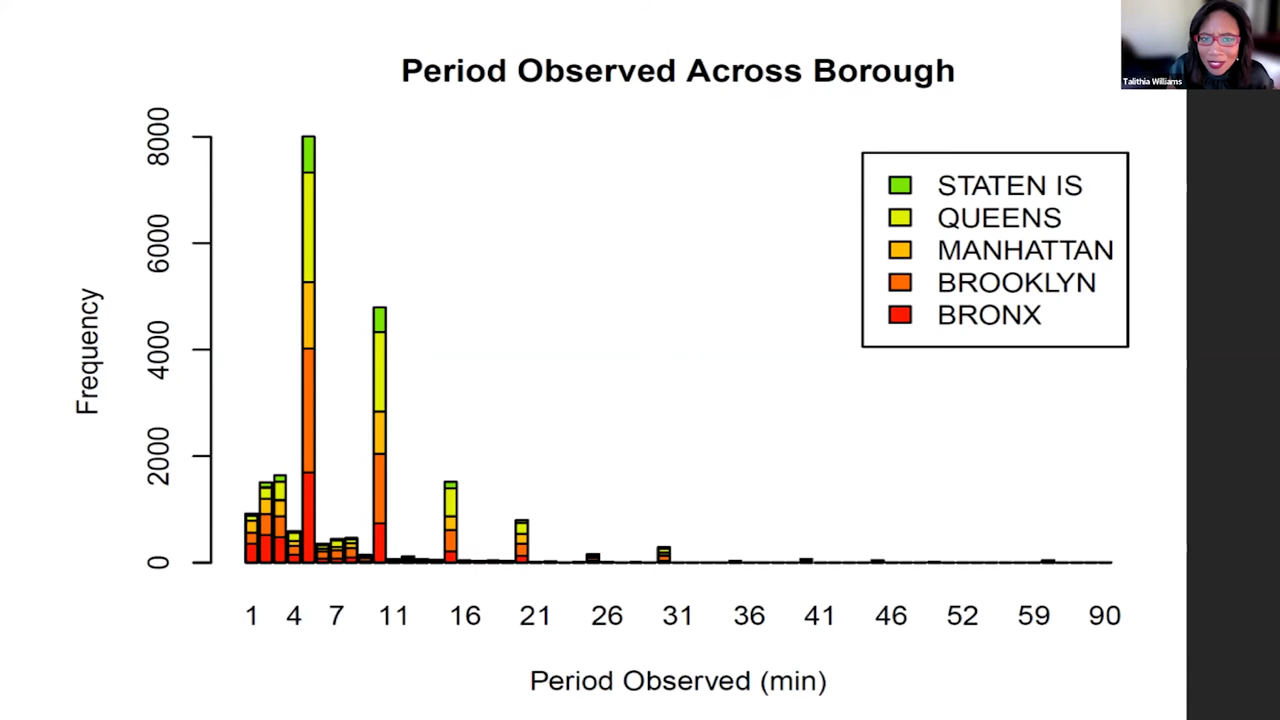 Period Observed Across Borough
Talithia Williams
8000
6000
4000
2000
0
Frequency
STATEN IS
QUEENS
MANHATTAN
BROOKLYN
BRONX
1 4 7 11 16 21 26 31 36 41 46 52 59 90
Period Observed (min)